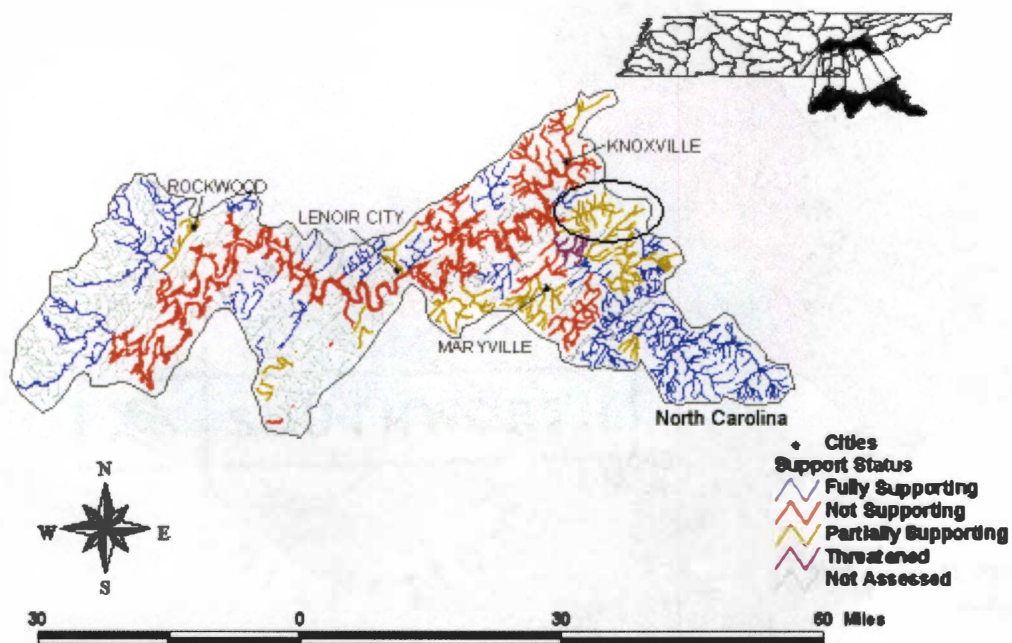 KNOXVILLE
ROCKWOOD
LENOIR CITY
MARYVILLE
North Carolina
Cities
Support Status
Fully Supporting
Not Supporting
Partially Supporting
Threatened
Not Assessed
N
W E
S
30 0 30 60 Miles